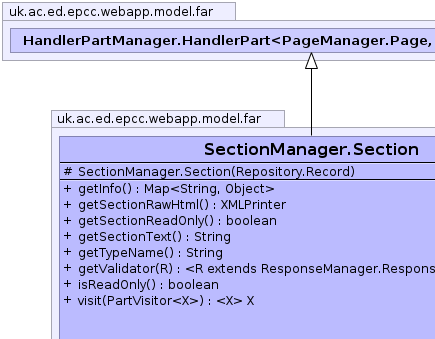 uk.ac.ed.epcc.webapp.model.far
HandlerPartManager.HandlerPart<PageManager.Page,
uk.ac.ed.epcc.webapp.model.far
SectionManager.Section
# SectionManager.Section(Repository.Record)
+ getInfo() : Map<String, Object>
+ getSectionRawHtml() : XMLPrinter
+ getSectionReadOnly() : boolean
+ getSectionText() : String
+ getTypeName() : String
+ getValidator(R) : <R extends ResponseManager.Respons
+ isReadOnly() : boolean
+ visit(PartVisitor<X>) : <X> X